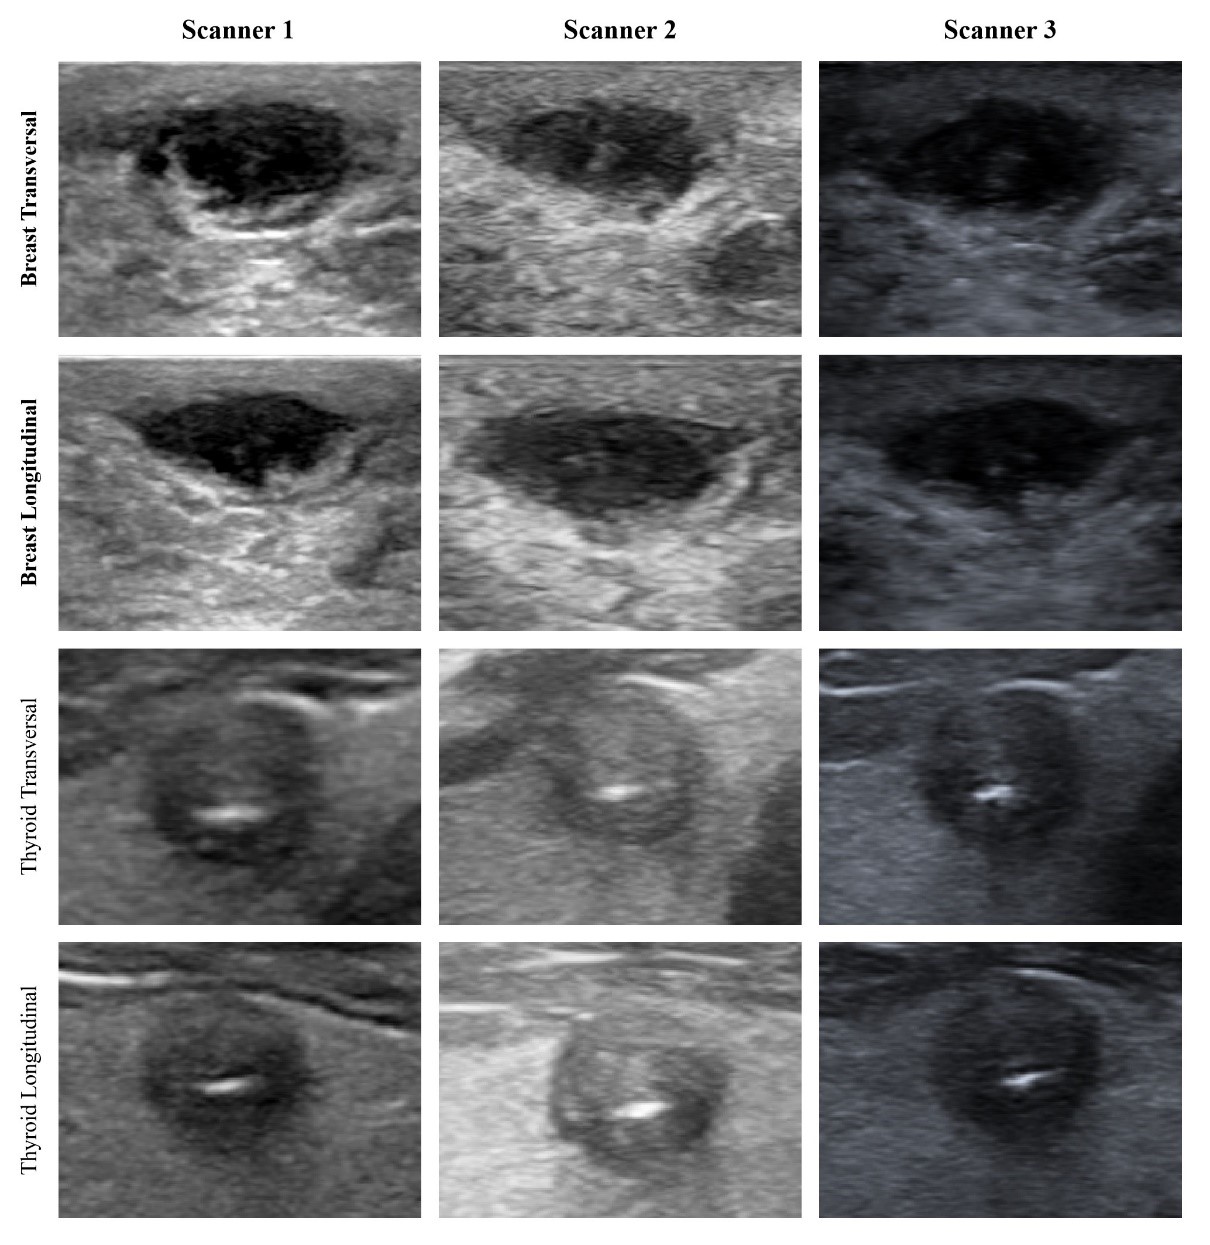 Scanner 1
Scanner 2
Scanner 3
Breast Transversal
Breast Longitudinal
Thyroid Transversal
Thyroid Longitudinal